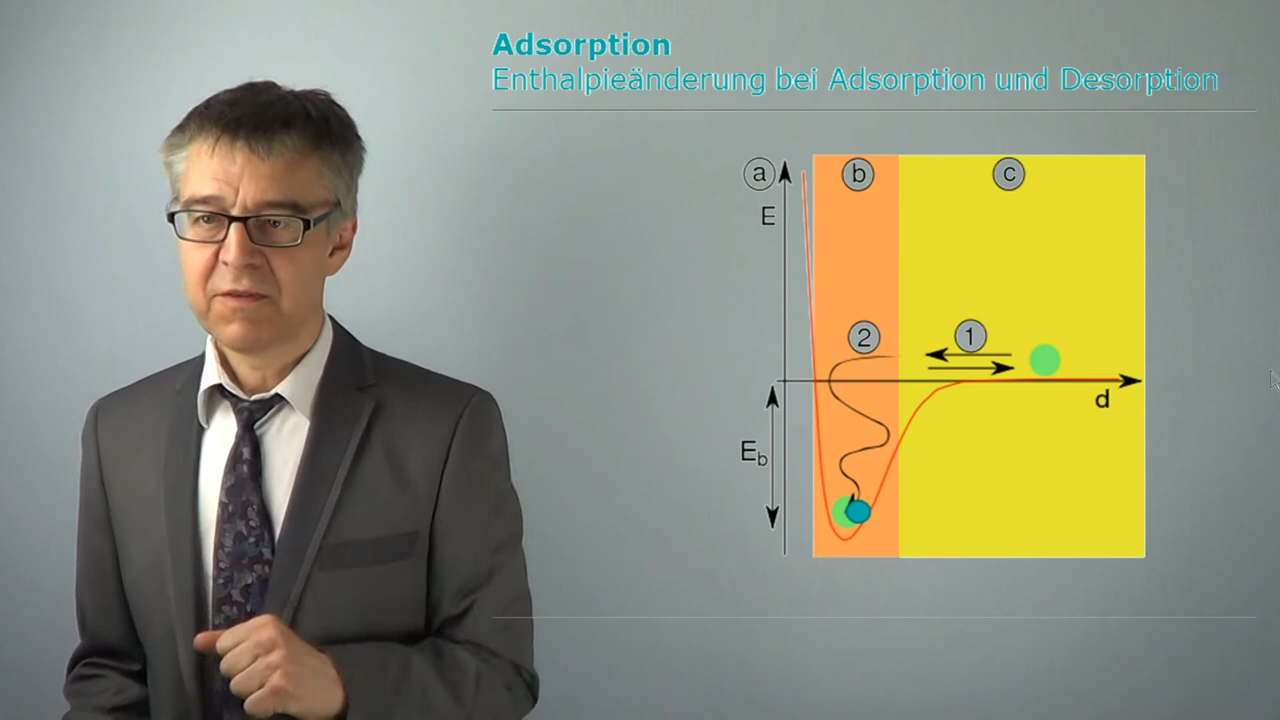 Adsorption
Enthalpieänderung bei Adsorption und Desorption
a b c
E
2 1
d
Eb